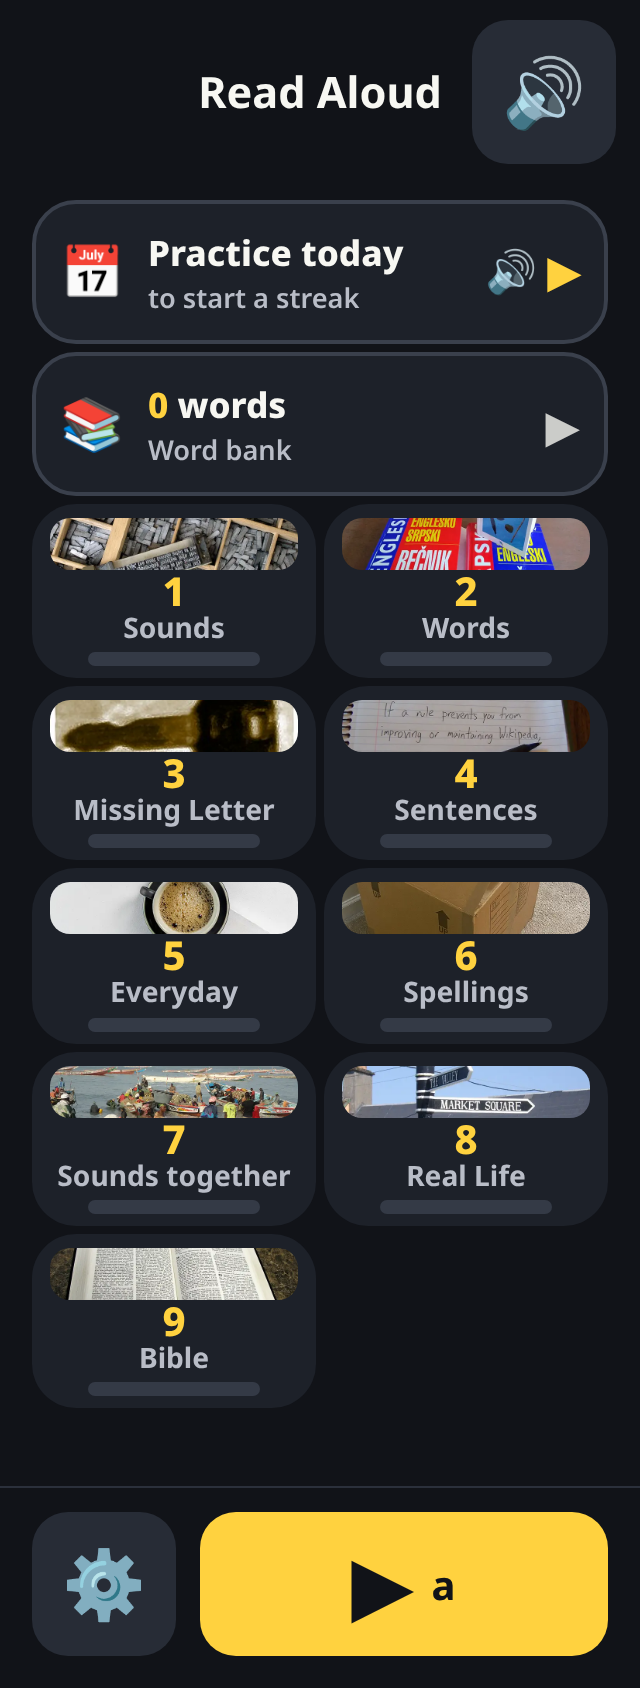 Read Aloud
July
17
Practice today
to start a streak
0 words
Word bank
ENGLESKO
SRPSKI
REČNIK
ENGLESKI
1
Sounds
2
Words
If a rule prevents you from
improving or maintaining Wikipedia,
3
Missing Letter
4
Sentences
5
Everyday
6
Spellings
MARKET SQUARE
7
Sounds together
8
Real Life
9
Bible
a